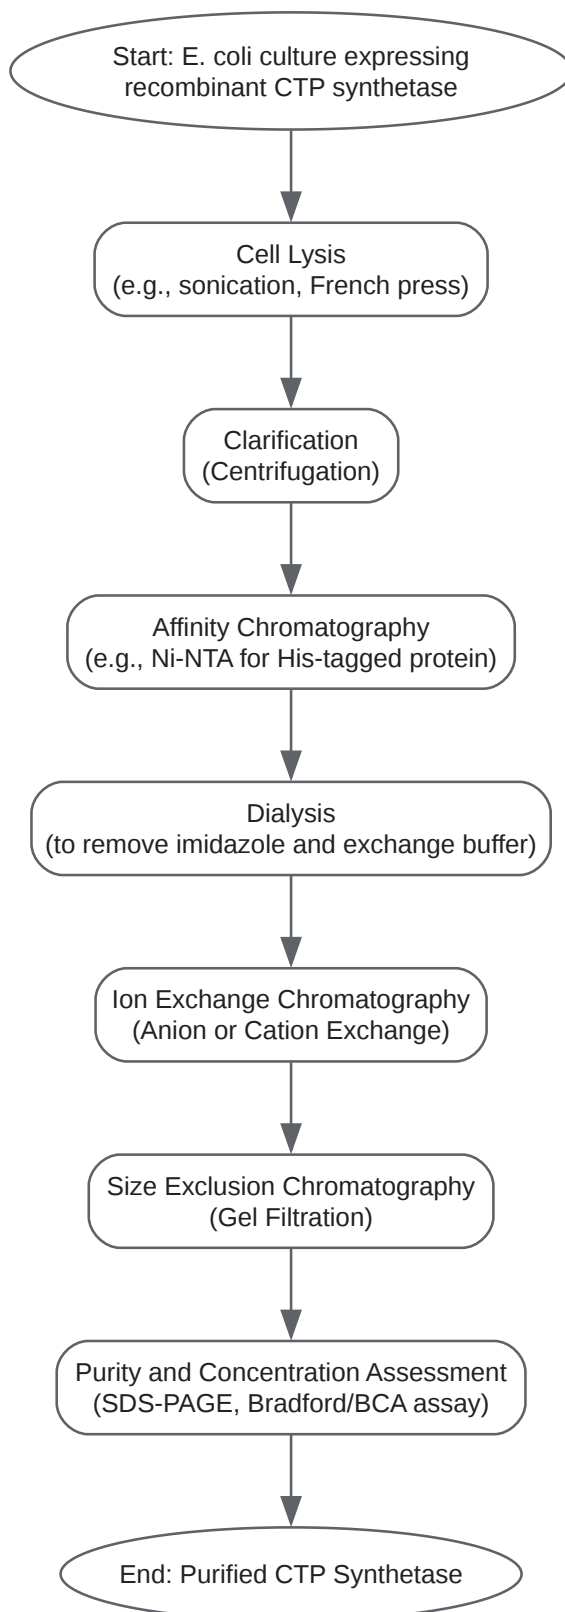 Start: E. coli culture expressing
recombinant CTP synthetase
Cell Lysis
(e.g., sonication, French press)
Clarification
(Centrifugation)
Affinity Chromatography
(e.g., Ni-NTA for His-tagged protein)
Dialysis
(to remove imidazole and exchange buffer)
Ion Exchange Chromatography
(Anion or Cation Exchange)
Size Exclusion Chromatography
(Gel Filtration)
Purity and Concentration Assessment
(SDS-PAGE, Bradford/BCA assay)
End: Purified CTP Synthetase